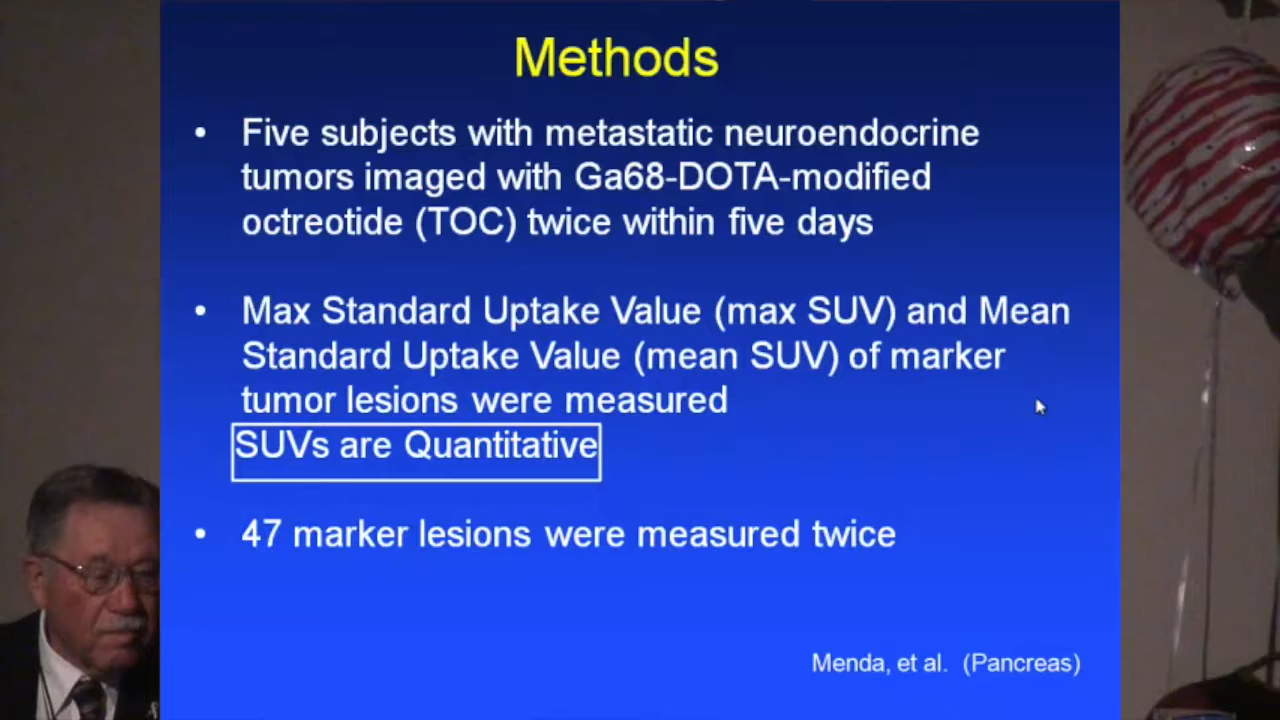 Methods
• Five subjects with metastatic neuroendocrine
tumors imaged with Ga68-DOTA-modified
octreotide (TOC) twice within five days
• Max Standard Uptake Value (max SUV) and Mean
Standard Uptake Value (mean SUV) of marker
tumor lesions were measured
SUVs are Quantitative
• 47 marker lesions were measured twice
Menda, et al. (Pancreas)